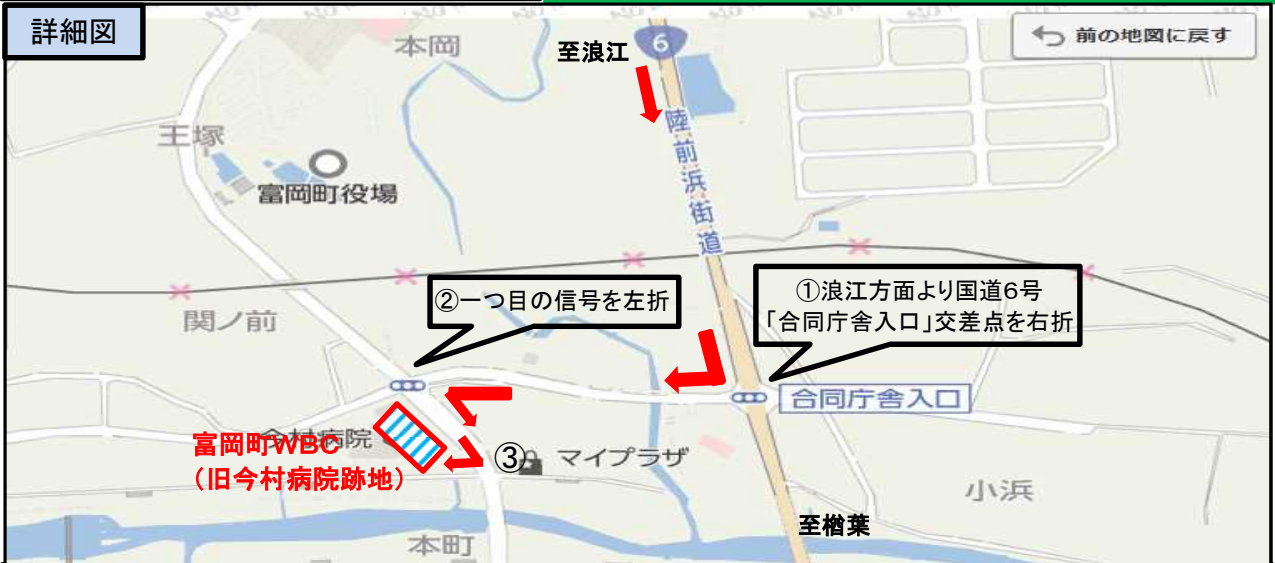 詳細図
前の地図に戻す
本岡
至浪江
6
陸前浜街道
王塚
富岡町役場
関ノ前
②一つ目の信号を左折
①浪江方面より国道6号
「合同庁舎入口」交差点を右折
合同庁舎入口
今村病院
富岡町WBC
(旧今村病院跡地)
③
マイプラザ
小浜
至楢葉
本町